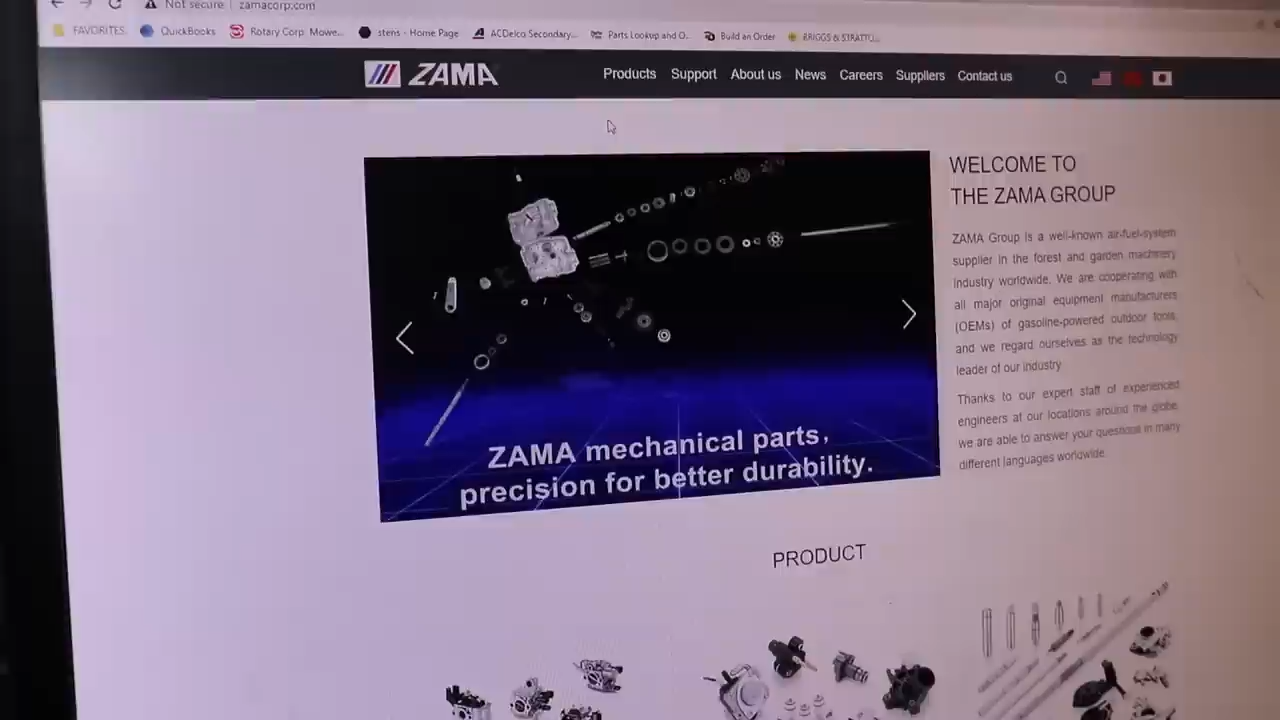 Not secure | zamacorp.com
FAVORITES QuickBooks Rotary Corp. Mowe... stens - Home Page ACDelco Secondary... Parts Lookup and O... Build an Order BRIGGS & STRATTO...
ZAMA Products Support About us News Careers Suppliers Contact us
WELCOME TO
THE ZAMA GROUP
ZAMA Group is a well-known air-fuel-system
supplier in the forest and garden machinery
industry worldwide. We are cooperating with
all major original equipment manufacturers
(OEMs) of gasoline-powered outdoor tools,
and we regard ourselves as the technology
leader of our industry.
Thanks to our expert staff of experienced
engineers at our locations around the globe,
we are able to answer your questions in many
different languages worldwide.
ZAMA mechanical parts,
precision for better durability.
PRODUCT